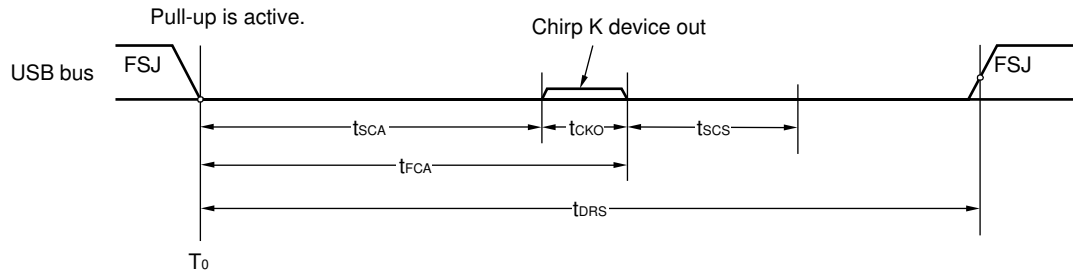 Pull-up is active.
Chirp K device out
USB bus
FSJ
FSJ
tSCA
tCKO
tSCS
tFCA
tDRS
T0